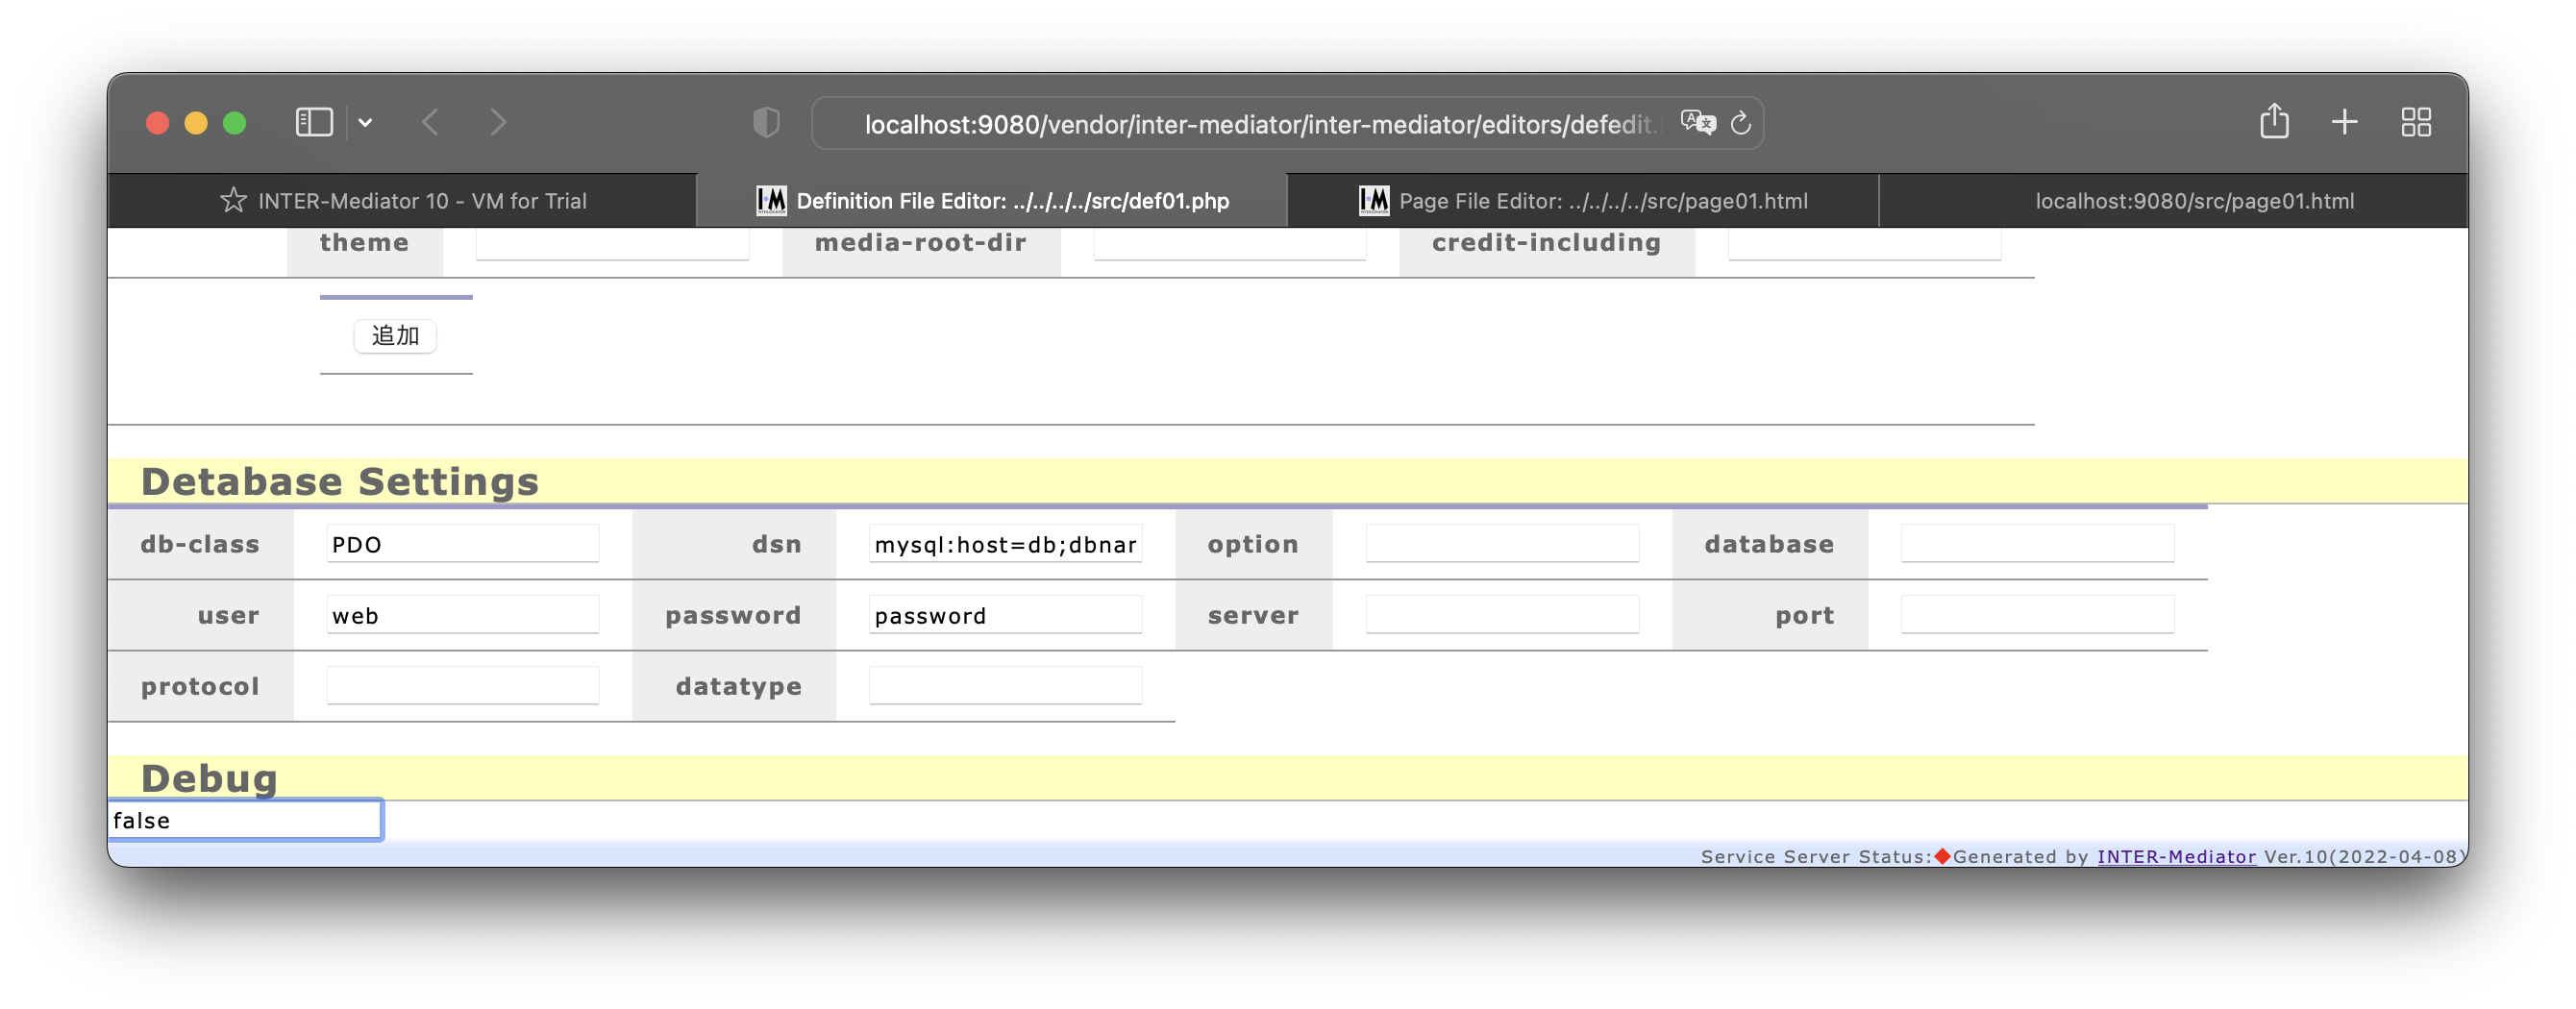 localhost:9080/vendor/inter-mediator/inter-mediator/editors/defedit.
INTER-Mediator 10 - VM for Trial
Definition File Editor: ../../../../src/def01.php
Page File Editor: ../../../../src/page01.html
localhost:9080/src/page01.html
theme media-root-dir credit-including
追加
Detabase Settings
db-class PDO dsn mysql:host=db;dbnar option database
user web password password server port
protocol datatype
Debug
false
Service Server Status:◆Generated by INTER-Mediator Ver.10(2022-04-08)